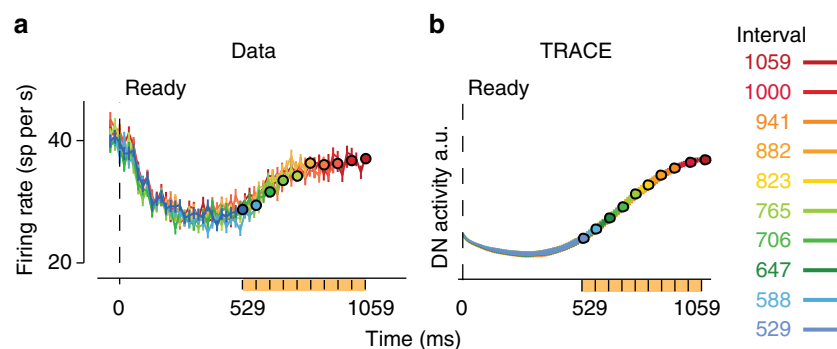 a
Data
Ready
Firing rate (sp per s)
40
20
0
529
1059
b
TRACE
Ready
DN activity a.u.
0
529
1059
Time (ms)
Interval
1059
1000
941
882
823
765
706
647
588
529